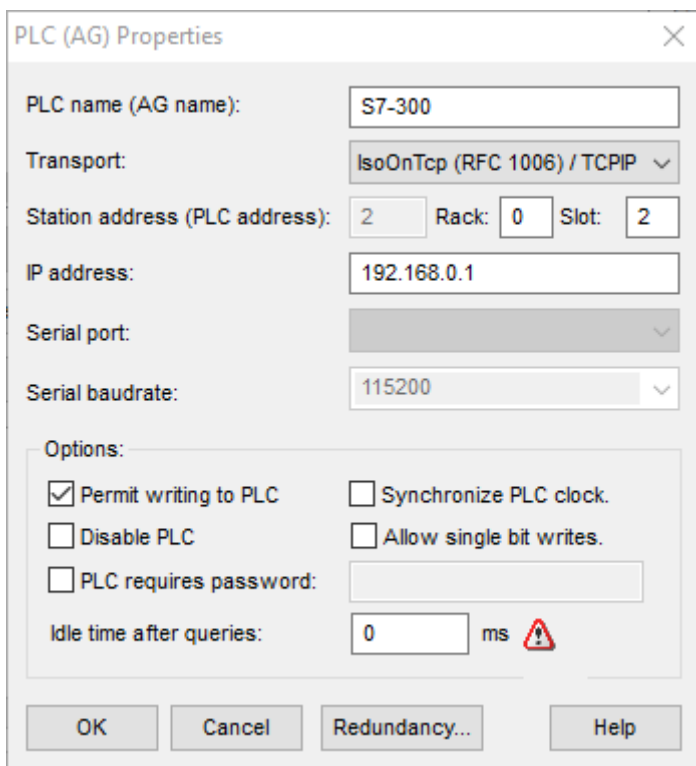 PLC (AG) Properties
PLC name (AG name): S7-300
Transport: IsoOnTcp (RFC 1006) / TCPIP
Station address (PLC address): 2 Rack: 0 Slot: 2
IP address: 192.168.0.1
Serial port:
Serial baudrate: 115200
Options:
Permit writing to PLC Synchronize PLC clock.
Disable PLC Allow single bit writes.
PLC requires password:
Idle time after queries: 0 ms
OK Cancel Redundancy... Help